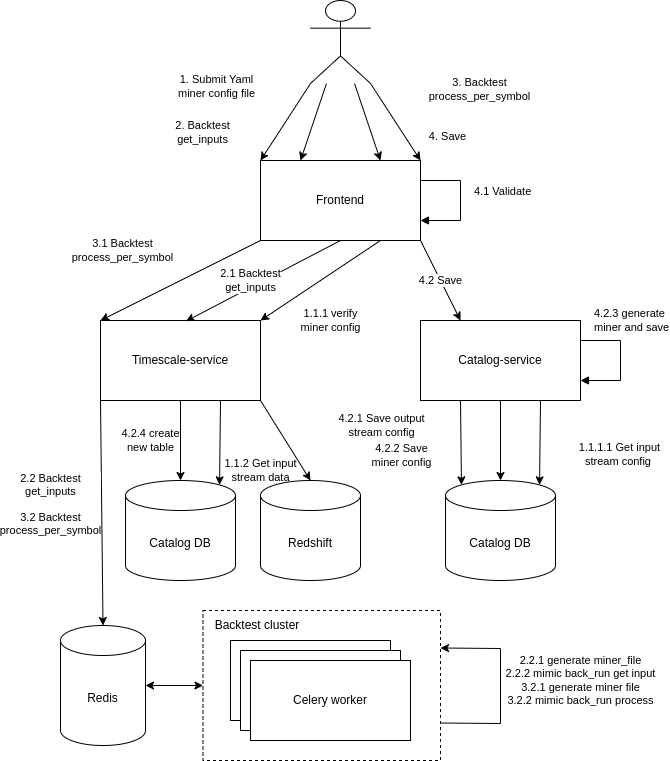 1. Submit Yaml
miner config file
2. Backtest
get_inputs
3. Backtest
process_per_symbol
4. Save
Frontend
4.1 Validate
3.1 Backtest
process_per_symbol
2.1 Backtest
get_inputs
1.1.1 verify
miner config
4.2 Save
Timescale-service
Catalog-service
4.2.3 generate
miner and save
4.2.4 create
new table
1.1.2 Get input
stream data
4.2.1 Save output
stream config
4.2.2 Save
miner config
1.1.1.1 Get input
stream config
2.2 Backtest
get_inputs
3.2 Backtest
process_per_symbol
Catalog DB
Redshift
Catalog DB
Redis
Backtest cluster
Celery worker
2.2.1 generate miner_file
2.2.2 mimic back_run get input
3.2.1 generate miner file
3.2.2 mimic back_run process